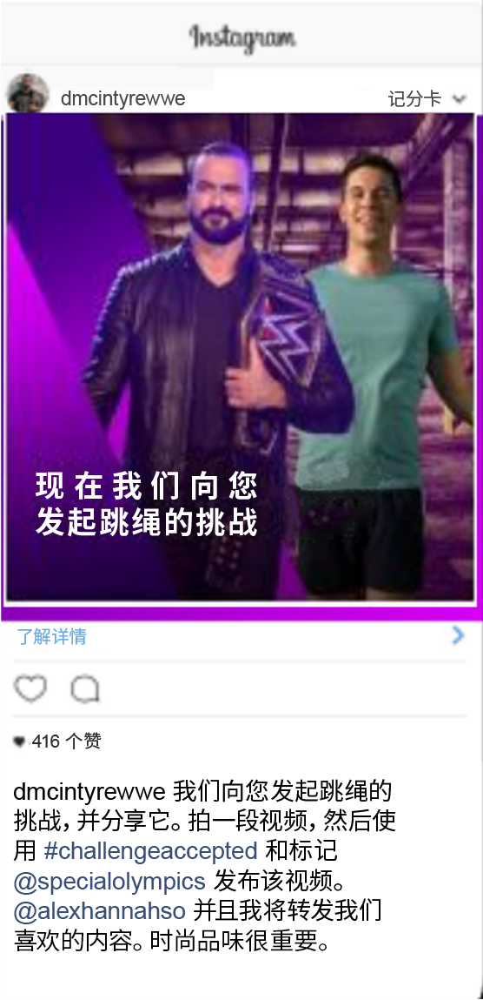 Instagram
dmcintyrewwe
记分卡
现在我们向您
发起跳绳的挑战
了解详情
416 个赞
dmcintyrewwe 我们向您发起跳绳的
挑战，并分享它。拍一段视频，然后使
用 #challengeaccepted 和标记
@specialolympics 发布该视频。
@alexhannahso 并且我将转发我们
喜欢的内容。时尚品味很重要。